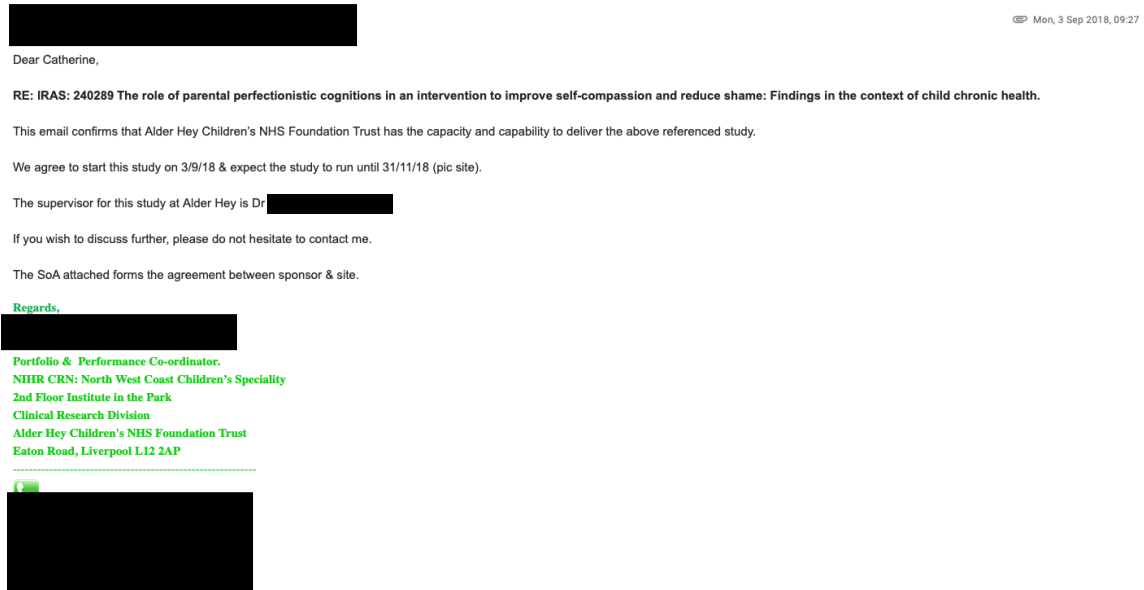 Mon, 3 Sep 2018, 09:27
Dear Catherine,
RE: IRAS: 240289 The role of parental perfectionistic cognitions in an intervention to improve self-compassion and reduce shame: Findings in the context of child chronic health.
This email confirms that Alder Hey Children’s NHS Foundation Trust has the capacity and capability to deliver the above referenced study.
We agree to start this study on 3/9/18 & expect the study to run until 31/11/18 (pic site).
The supervisor for this study at Alder Hey is Dr
If you wish to discuss further, please do not hesitate to contact me.
The SoA attached forms the agreement between sponsor & site.
Regards,
Portfolio &  Performance Co-ordinator.
NIHR CRN: North West Coast Children’s Speciality
2nd Floor Institute in the Park
Clinical Research Division
Alder Hey Children's NHS Foundation Trust
Eaton Road, Liverpool L12 2AP
-------------------------------------------------------------